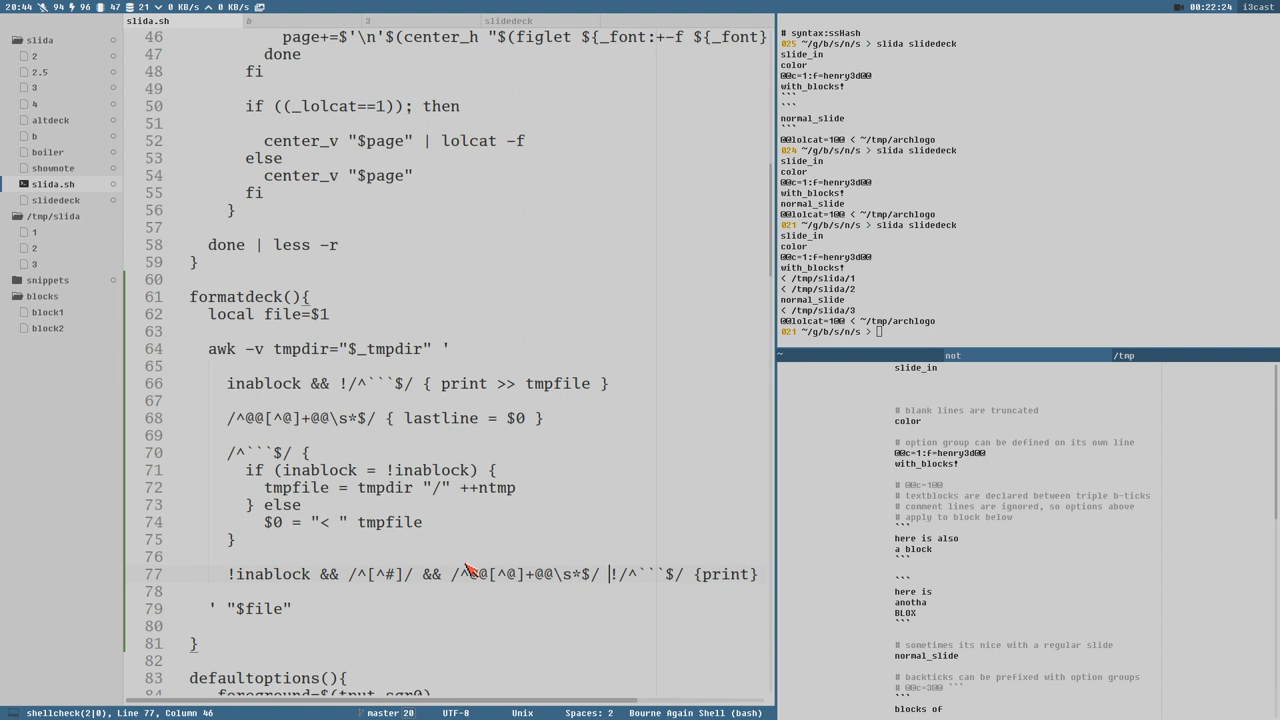 20:44 94 96 47 21 0 KB/s 0 KB/s
00:22:24 i3cast
slida.sh b 3 slidedeck
slida
2
2.5
3
4
altdeck
b
boiler
shownote
slida.sh
slidedeck
/tmp/slida
1
2
3
snippets
blocks
block1
block2
46 page+=$'\n'$(center_h "$(figlet ${_font:+-f ${_font}
47 done
48 fi
49
50 if ((_lolcat==1)); then
51
52 center_v "$page" | lolcat -f
53 else
54 center_v "$page"
55 fi
56 }
57
58 done | less -r
59 }
60
61 formatdeck(){
62 local file=$1
63
64 awk -v tmpdir="$_tmpdir" '
65
66 inablock && !/^```$/ { print >> tmpfile }
67
68 /^@@[^@]+@@\s*$/ { lastline = $0 }
69
70 /^```$/ {
71 if (inablock = !inablock) {
72 tmpfile = tmpdir "/" ++ntmp
73 } else
74 $0 = "< " tmpfile
75 }
76
77 !inablock && /^[^#]/ && /^@@[^@]+@@\s*$/ !/^```$/ {print}
78
79 ' "$file"
80
81 }
82
83 defaultoptions(){
84 foreground=$(tput sgr0)
shellcheck(2|0), Line 77, Column 46 master 20 UTF-8 Unix Spaces: 2 Bourne Again Shell (bash)
# syntax:ssHash
025 ~/g/b/s/n/s > slida slidedeck
slide_in
color
@@c=1:f=henry3d@@
with_blocks!
```
```
normal_slide
```
@@lolcat=1@@ < ~/tmp/archlogo
024 ~/g/b/s/n/s > slida slidedeck
slide_in
color
@@c=1:f=henry3d@@
with_blocks!
normal_slide
@@lolcat=1@@ < ~/tmp/archlogo
021 ~/g/b/s/n/s > slida slidedeck
slide_in
color
@@c=1:f=henry3d@@
with_blocks!
< /tmp/slida/1
< /tmp/slida/2
normal_slide
< /tmp/slida/3
@@lolcat=1@@ < ~/tmp/archlogo
021 ~/g/b/s/n/s >
~ not /tmp
slide_in
# blank lines are truncated
color
# option group can be defined on its own line
@@c=1:f=henry3d@@
with_blocks!
# @@c=1@@
# textblocks are declared between triple b-ticks
# comment lines are ignored, so options above
# apply to block below
```
here is also
a block
```
```
here is
anotha
BLOX
```
# sometimes its nice with a regular slide
normal_slide
# backticks can be prefixed with option groups
# @@c=3@@ ```
```
blocks of